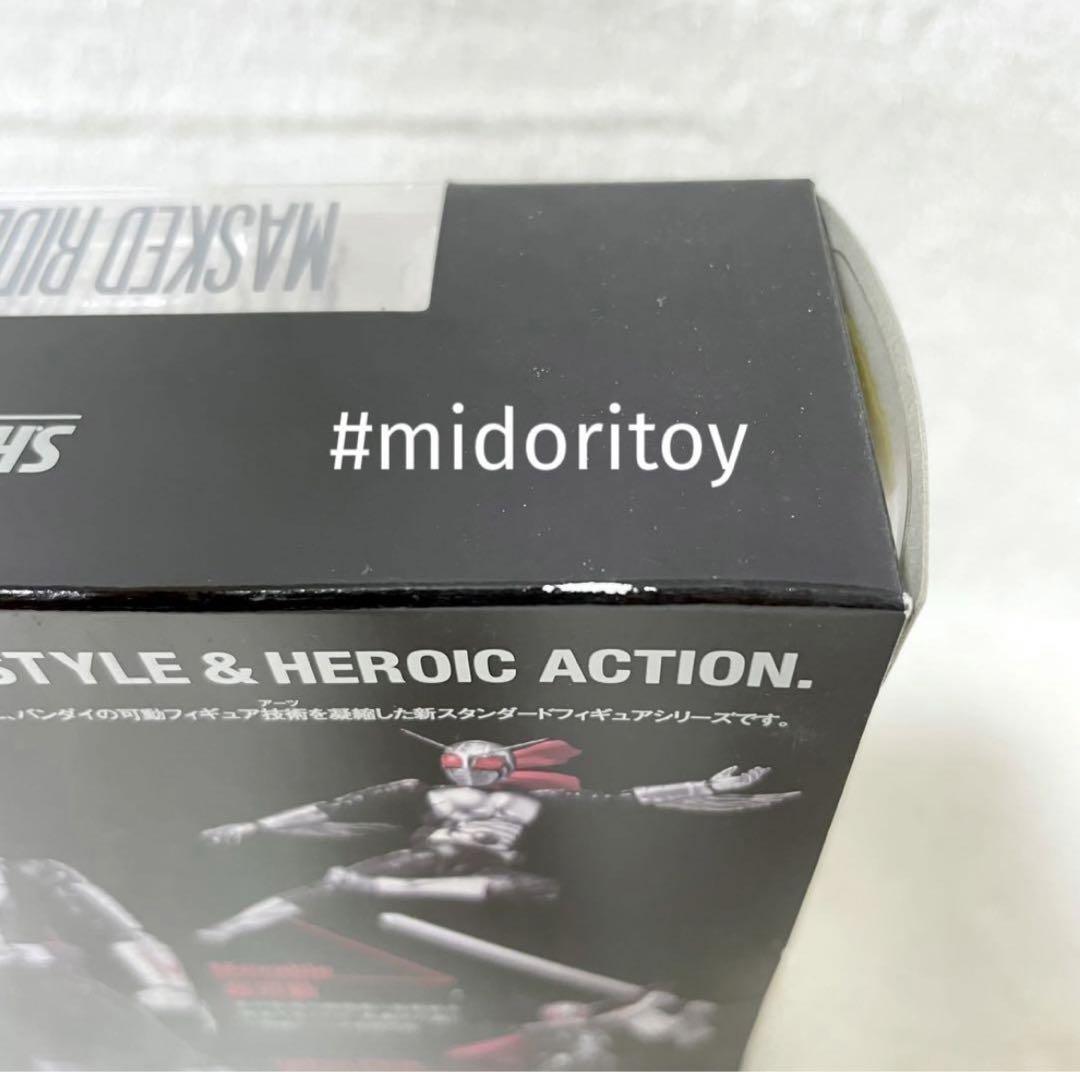 MASKED RID
SH
#midoritoy
STYLE & HEROIC ACTION.
アーツ
、バンダイの可動フィギュア技術を凝縮した新スタンダードフィギュアシリーズです。